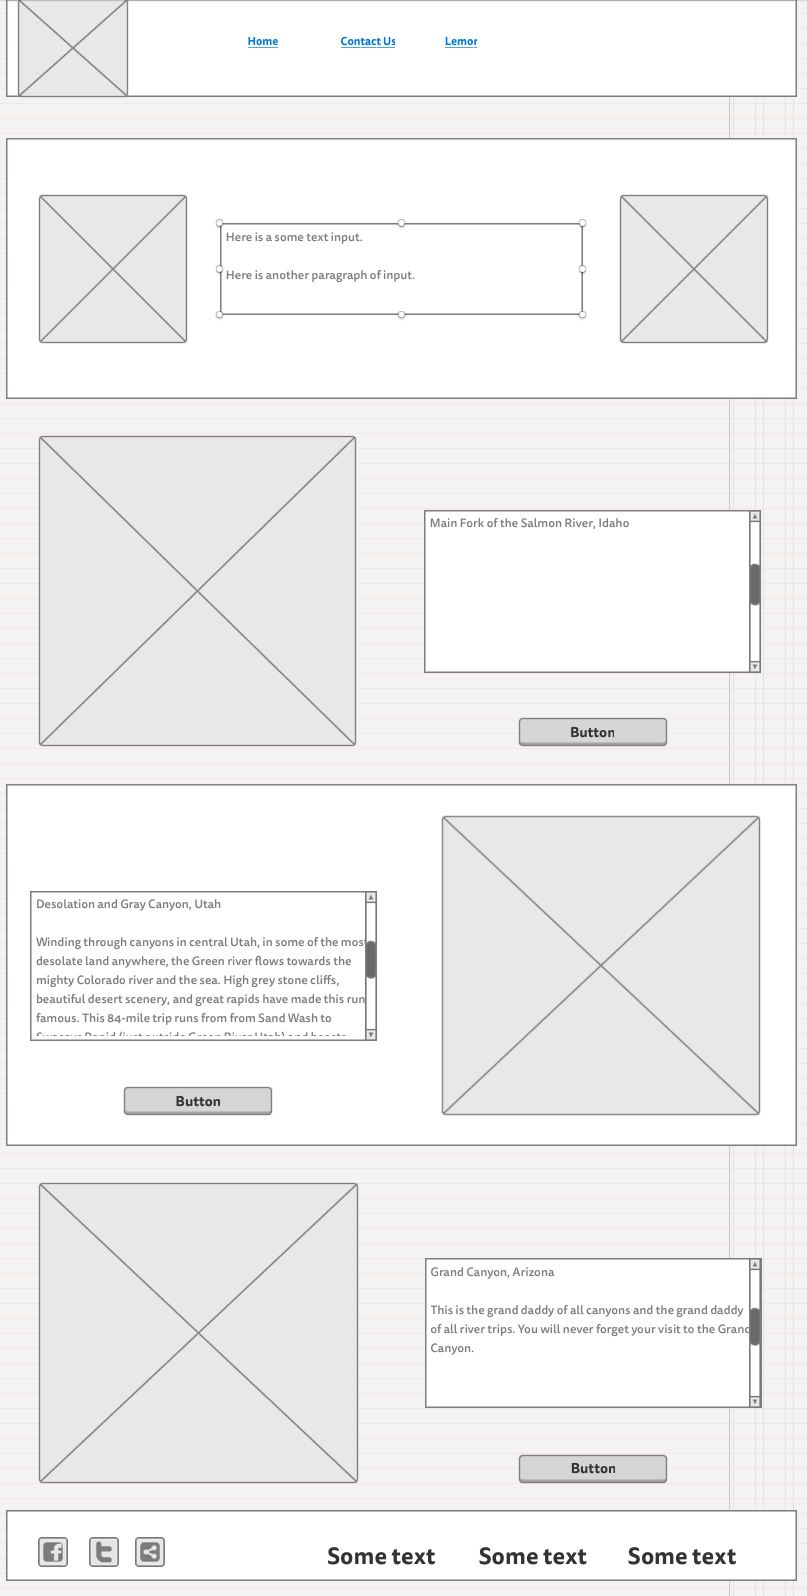 Home Contact Us Lemor
Here is a some text input.
Here is another paragraph of input.
Main Fork of the Salmon River, Idaho
Button
Desolation and Gray Canyon, Utah
Winding through canyons in central Utah, in some of the most
desolate land anywhere, the Green river flows towards the
mighty Colorado river and the sea. High grey stone cliffs,
beautiful desert scenery, and great rapids have made this run
famous. This 84-mile trip runs from from Sand Wash to
Button
Grand Canyon, Arizona
This is the grand daddy of all canyons and the grand daddy
of all river trips. You will never forget your visit to the Grand
Canyon.
Button
Some text Some text Some text